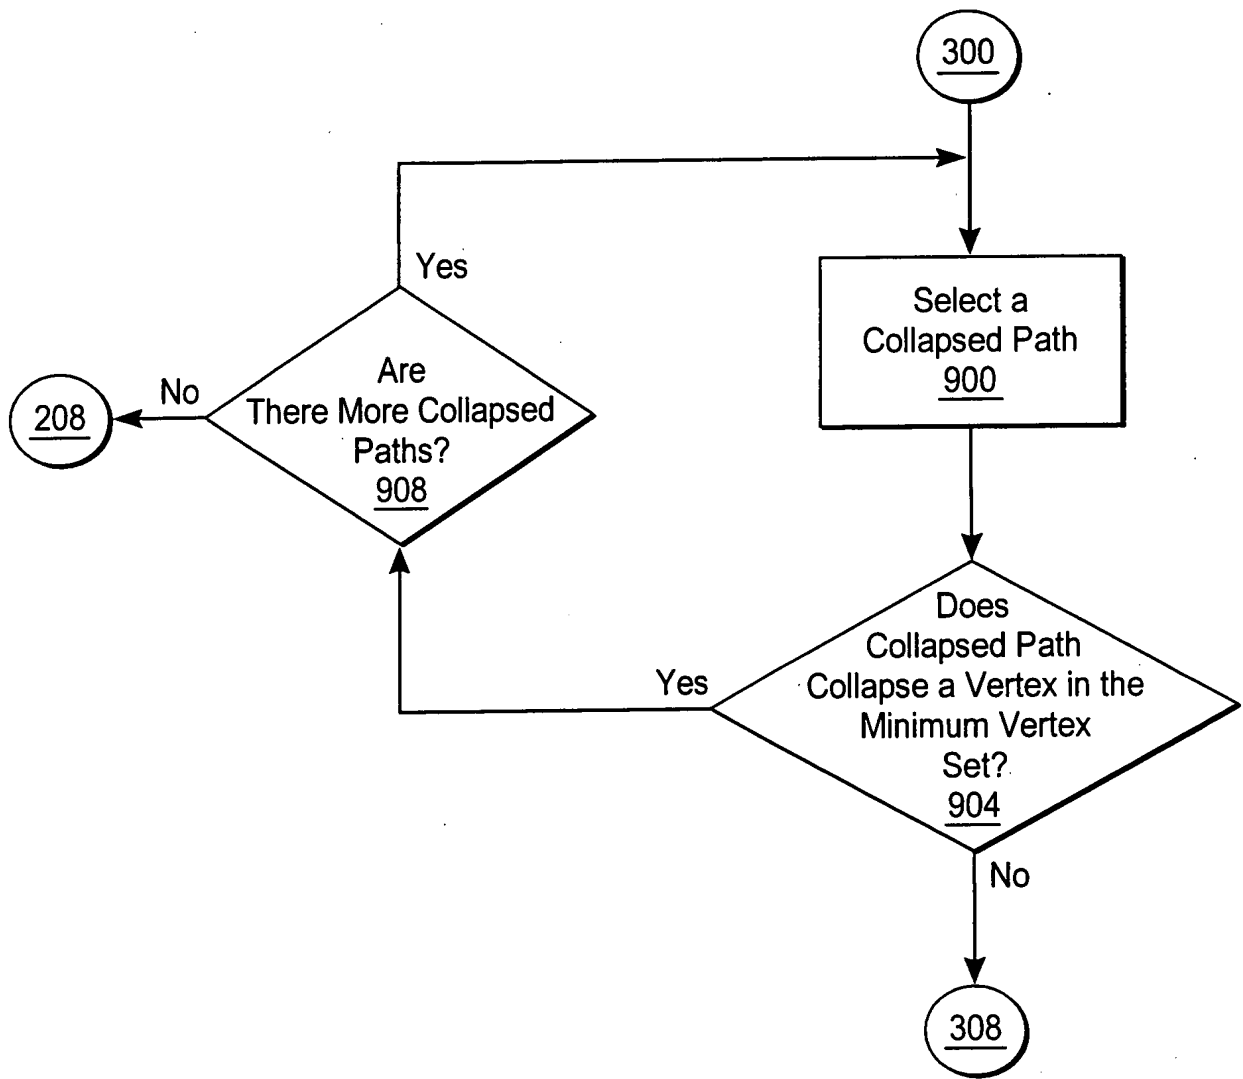 300
Yes
Select a
Collapsed Path
900
Are
There More Collapsed
Paths?
908
No
208
Does
Collapsed Path
Collapse a Vertex in the
Minimum Vertex
Set?
904
Yes
No
308